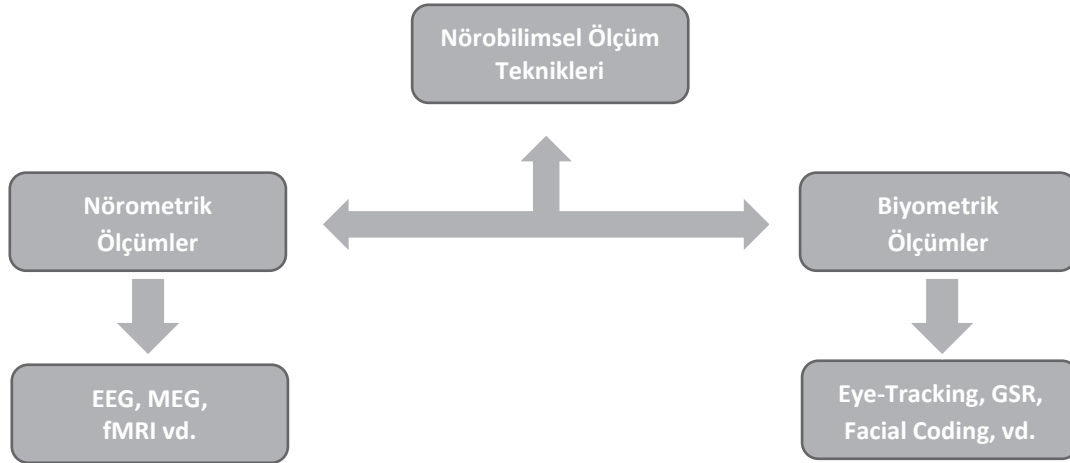 Nörobilimsel Ölçüm
Teknikleri
Nörometrik
Ölçümler
Biyometrik
Ölçümler
EEG, MEG,
fMRI vd.
Eye-Tracking, GSR,
Facial Coding, vd.